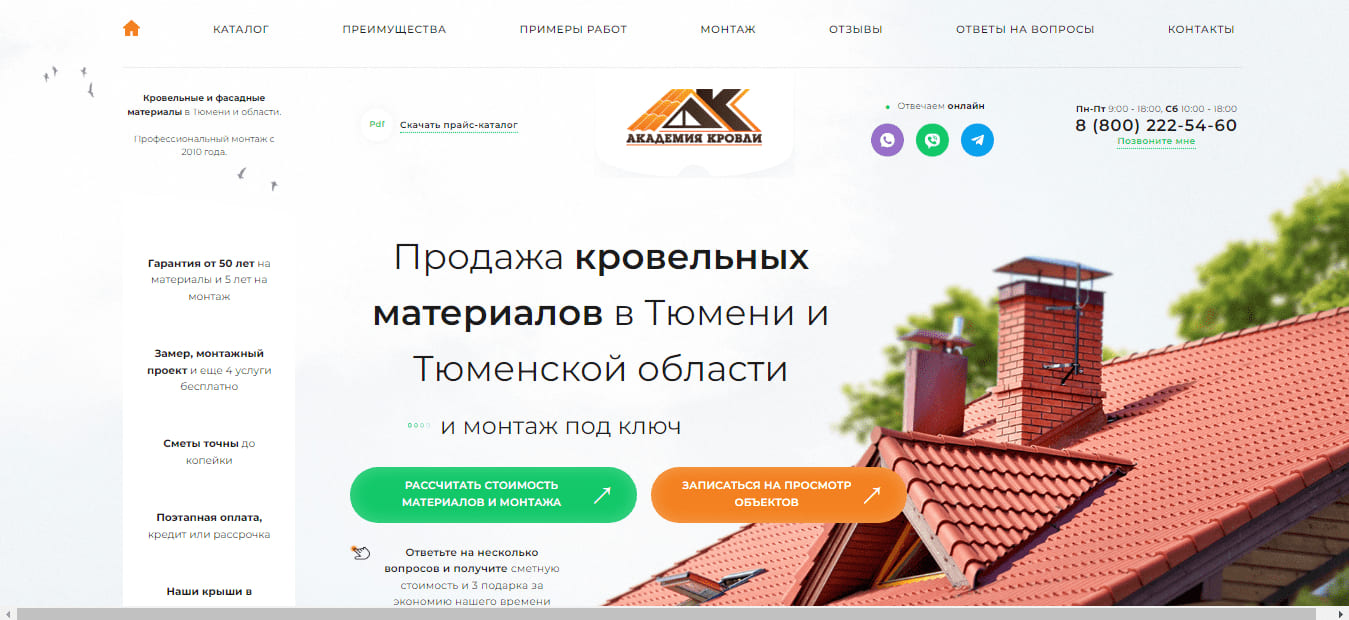 КАТАЛОГ
ПРЕИМУЩЕСТВА
ПРИМЕРЫ РАБОТ
МОНТАЖ
ОТЗЫВЫ
ОТВЕТЫ НА ВОПРОСЫ
КОНТАКТЫ
Кровельные и фасадные
материалы в Тюмени и области.
Профессиональный монтаж с
2010 года.
Pdf
Скачать прайс-каталог
АКАДЕМИЯ КРОВЛИ
Отвечаем онлайн
Пн-Пт 9:00 - 18:00, Сб 10:00 - 18:00
8 (800) 222-54-60
Позвоните мне
Гарантия от 50 лет на
материалы и 5 лет на
монтаж
Замер, монтажный
проект и еще 4 услуги
бесплатно
Сметы точны до
копейки
Поэтапная оплата,
кредит или рассрочка
Наши крыши в
Продажа кровельных
материалов в Тюмени и
Тюменской области
и монтаж под ключ
РАССЧИТАТЬ СТОИМОСТЬ
МАТЕРИАЛОВ И МОНТАЖА
ЗАПИСАТЬСЯ НА ПРОСМОТР
ОБЪЕКТОВ
Ответьте на несколько
вопросов и получите сметную
стоимость и 3 подарка за
экономию нашего времени